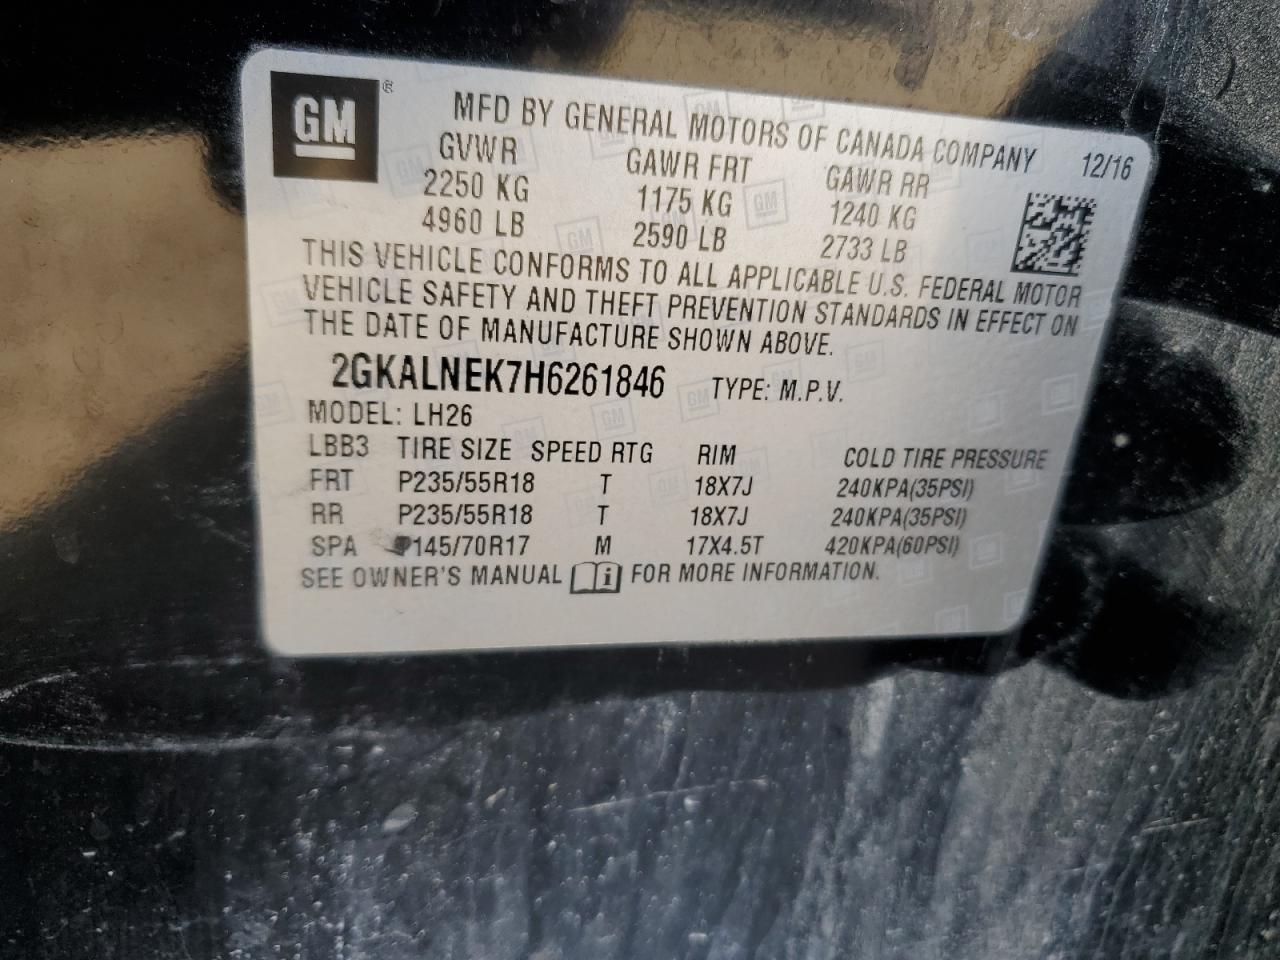 GM ®
MFD BY GENERAL MOTORS OF CANADA COMPANY 12/16
GVWR GAWR FRT GAWR RR
2250 KG 1175 KG 1240 KG
4960 LB 2590 LB 2733 LB
THIS VEHICLE CONFORMS TO ALL APPLICABLE U.S. FEDERAL MOTOR
VEHICLE SAFETY AND THEFT PREVENTION STANDARDS IN EFFECT ON
THE DATE OF MANUFACTURE SHOWN ABOVE.
2GKALNEK7H6261846 TYPE: M.P.V.
MODEL: LH26
LBB3 TIRE SIZE SPEED RTG RIM COLD TIRE PRESSURE
FRT P235/55R18 T 18X7J 240KPA(35PSI)
RR P235/55R18 T 18X7J 240KPA(35PSI)
SPA P145/70R17 M 17X4.5T 420KPA(60PSI)
SEE OWNER'S MANUAL i FOR MORE INFORMATION.